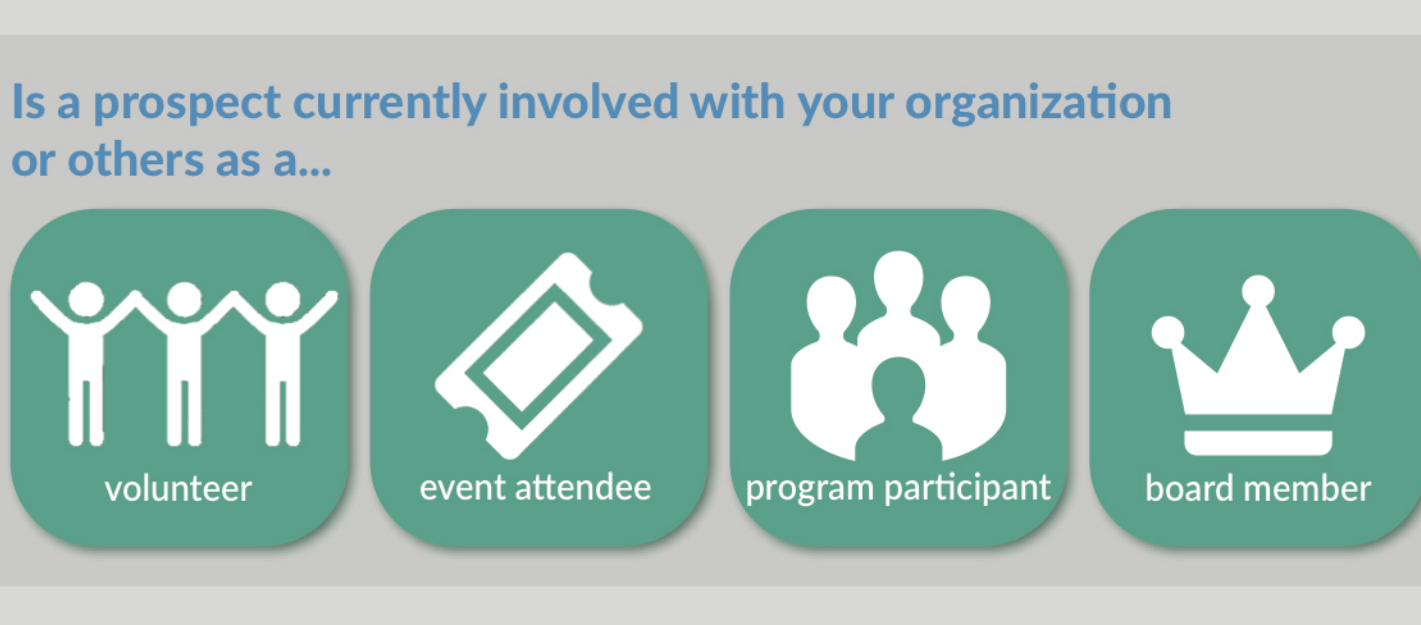 Is a prospect currently involved with your organization
or others as a...
volunteer
event attendee
program participant
board member